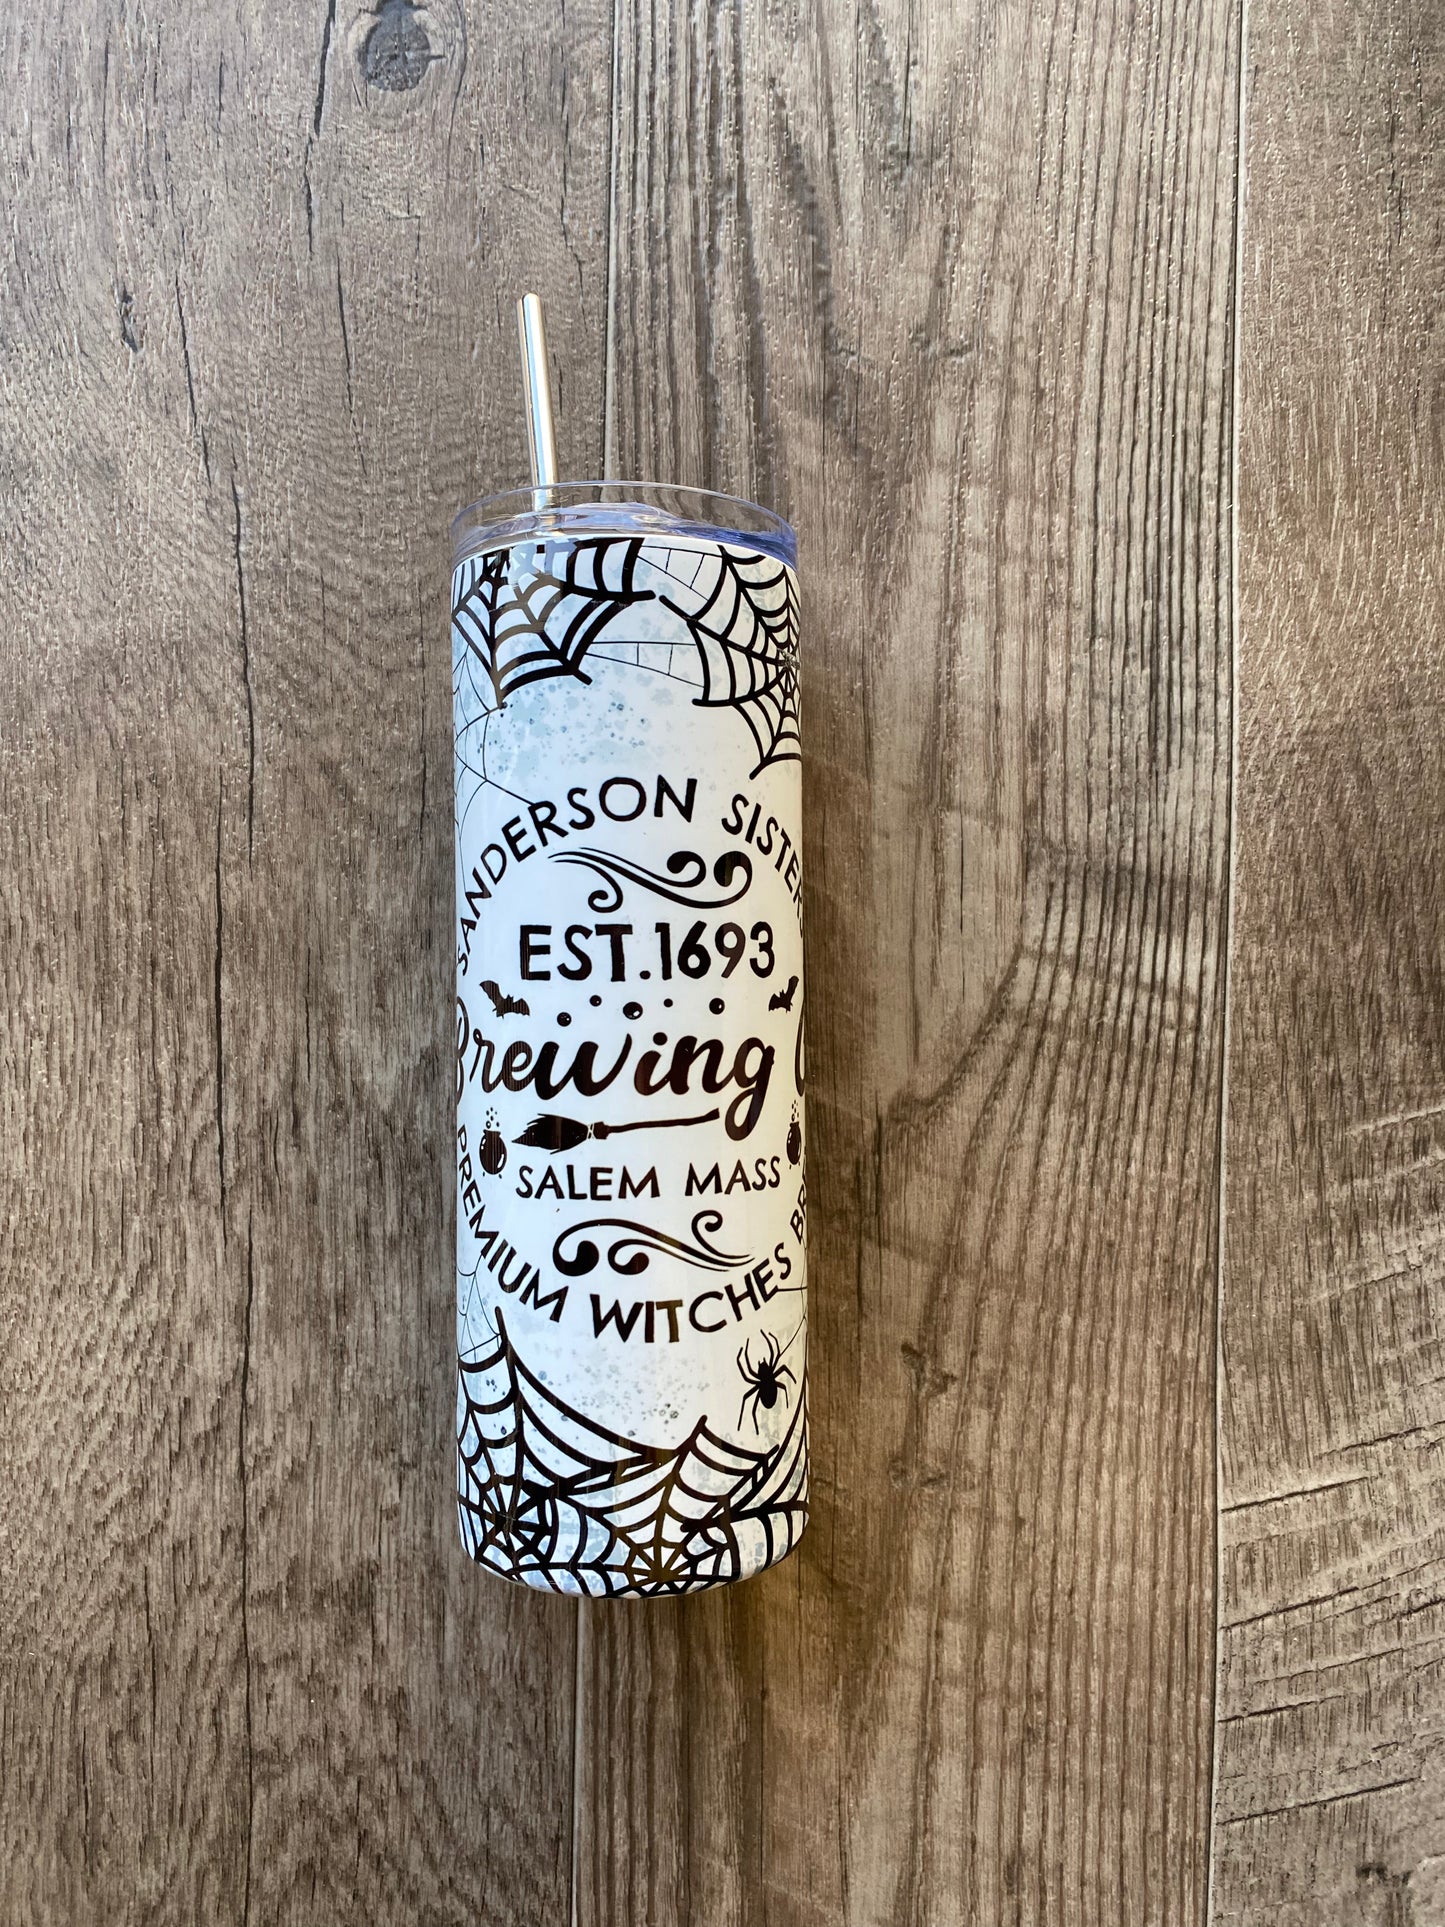 SANDERSON SISTERS
EST.1693
Brewing
SALEM MASS
PREMIUM WITCHES